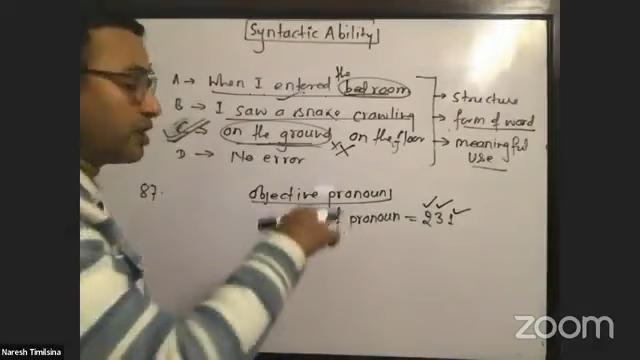 Syntactic Ability
A → When I entered the bedroom
B → I saw a snake crawling
C → on the ground on the floor
D → No error
→ structure
→ form of word
→ meaningful use
87.
objective pronoun
pronoun = 231
zoom
Naresh Timilsina